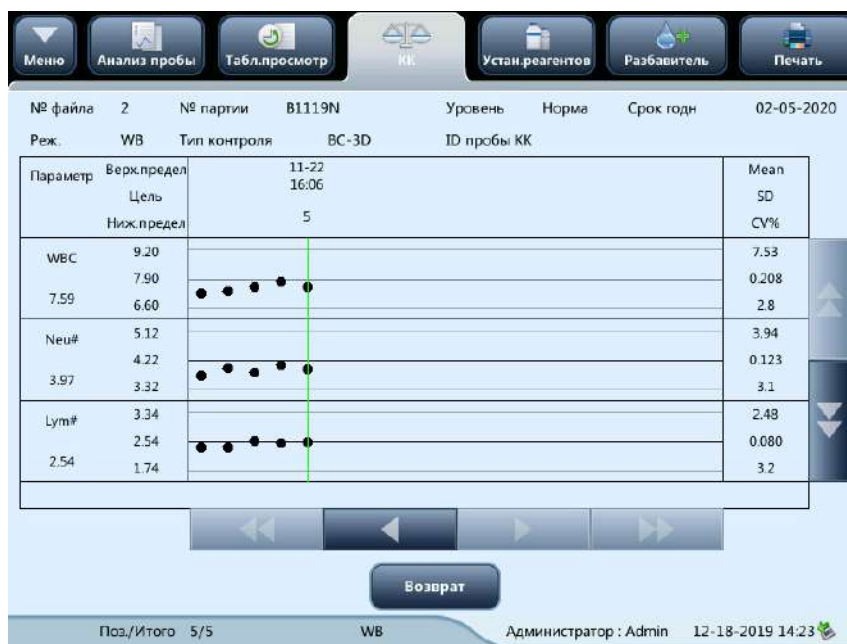 Меню Анализ пробы Табл.просмотр КК Устан.реагентов Разбавитель Печать
№ файла 2 № партии B1119N Уровень Норма Срок годн 02-05-2020
Реж. WB Тип контроля BC-3D ID пробы КК
Параметр Верх.предел 11-22 Mean
Цель 16:06 SD
Ниж.предел 5 CV%
WBC 9.20 7.53
7.90 0.208
7.59 6.60 2.8
Neu# 5.12 3.94
4.22 0.123
3.97 3.32 3.1
Lym# 3.34 2.48
2.54 0.080
2.54 1.74 3.2
Возврат
Поз./Итого 5/5 WB Администратор : Admin 12-18-2019 14:23